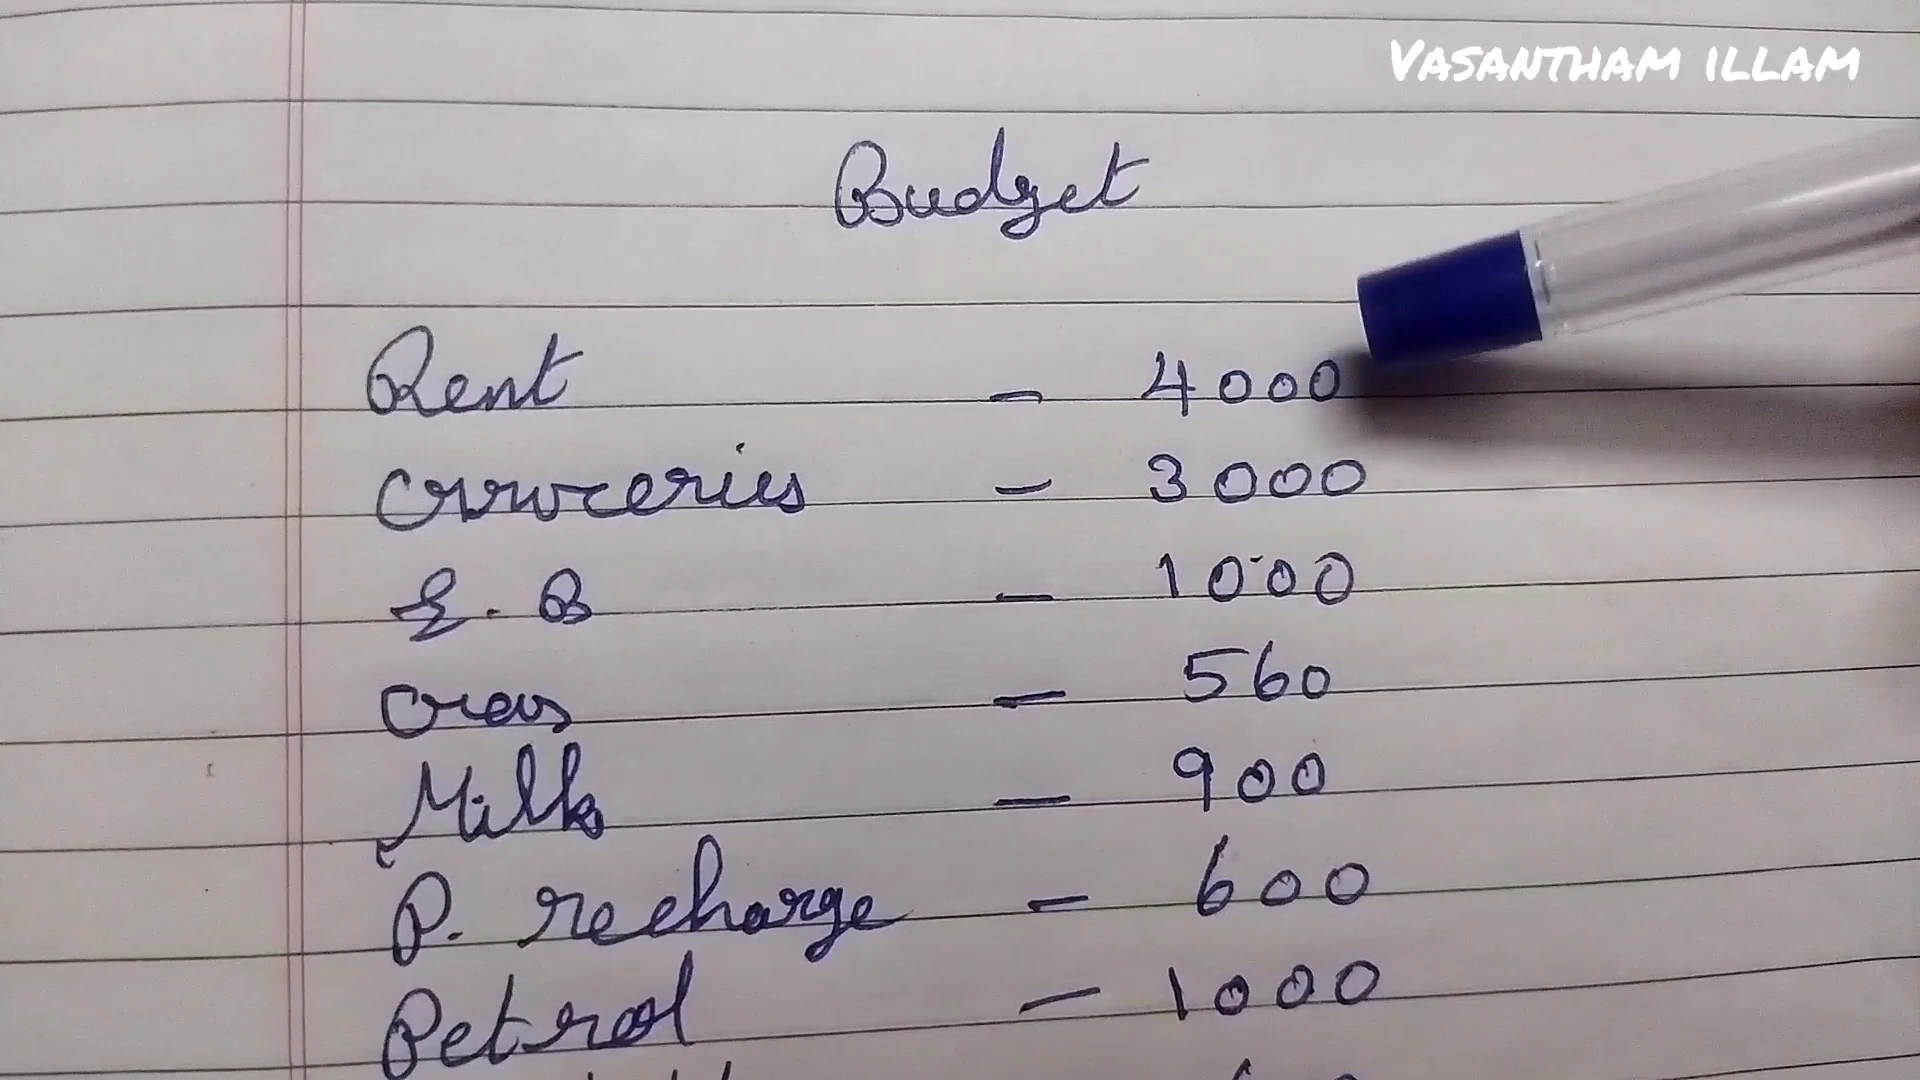 VASANTHAM ILLAM
Budget
Rent - 4000
Groceries - 3000
E.B - 1000
Gas - 560
Milk - 900
P. recharge - 600
Petrol - 1000